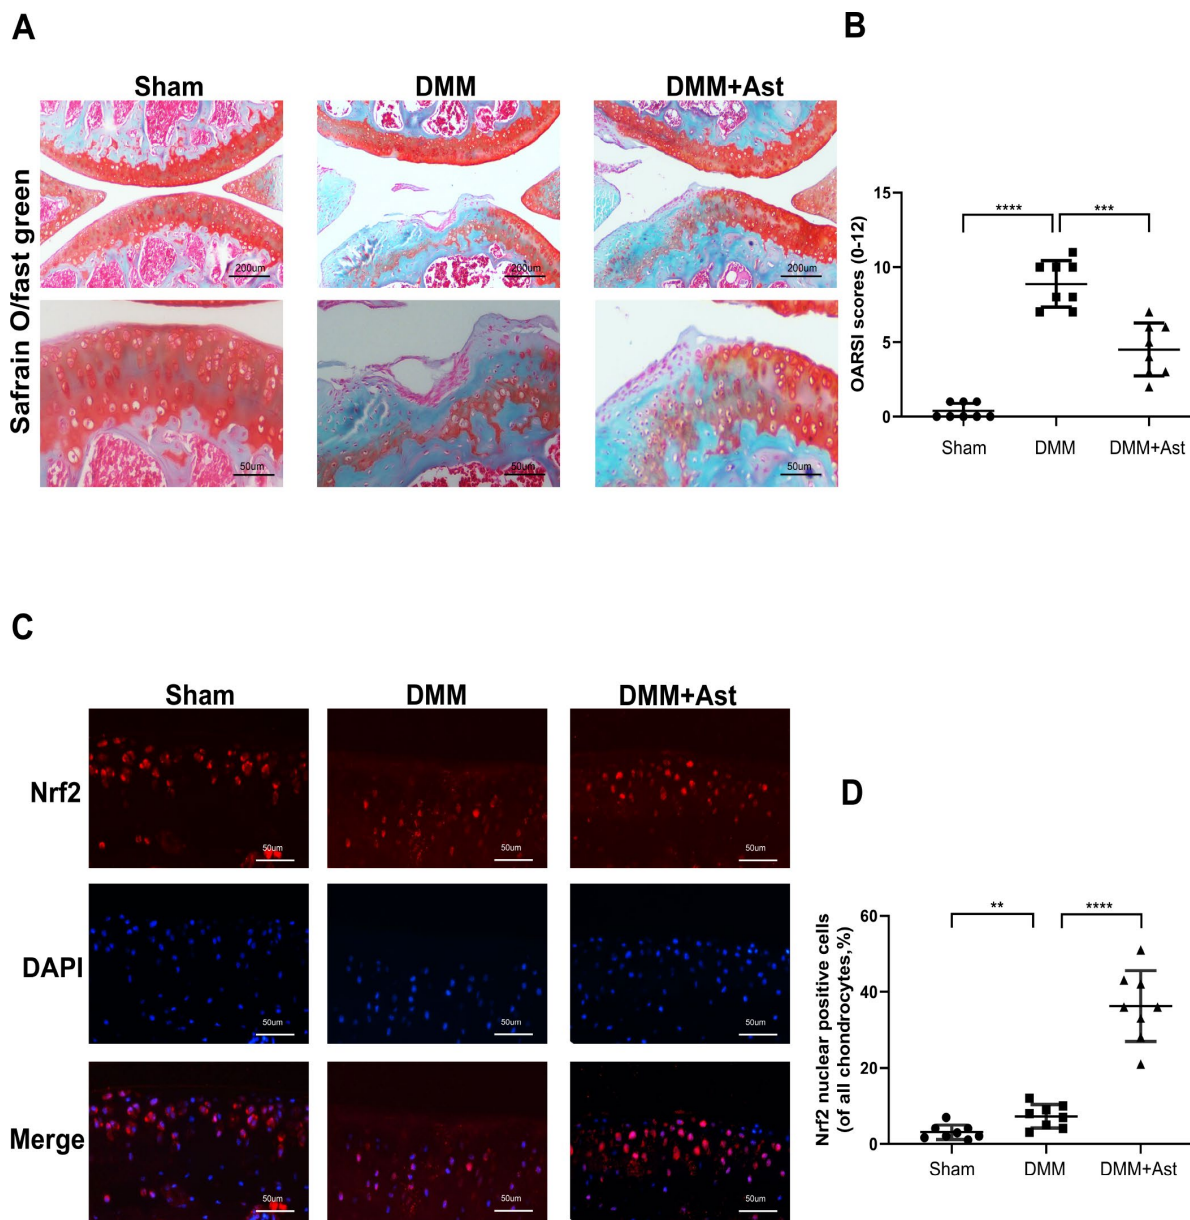 A
Sham
DMM
DMM+Ast
Safrain O/fast green
200um
200um
200um
50um
50um
50um
B
OARSI scores (0-12)
15
10
5
0
****
***
Sham
DMM
DMM+Ast
C
Sham
DMM
DMM+Ast
Nrf2
50um
50um
50um
DAPI
50um
50um
50um
Merge
50um
50um
50um
D
Nrf2 nuclear positive cells
(of all chondrocytes,%)
60
40
20
0
**
****
Sham
DMM
DMM+Ast